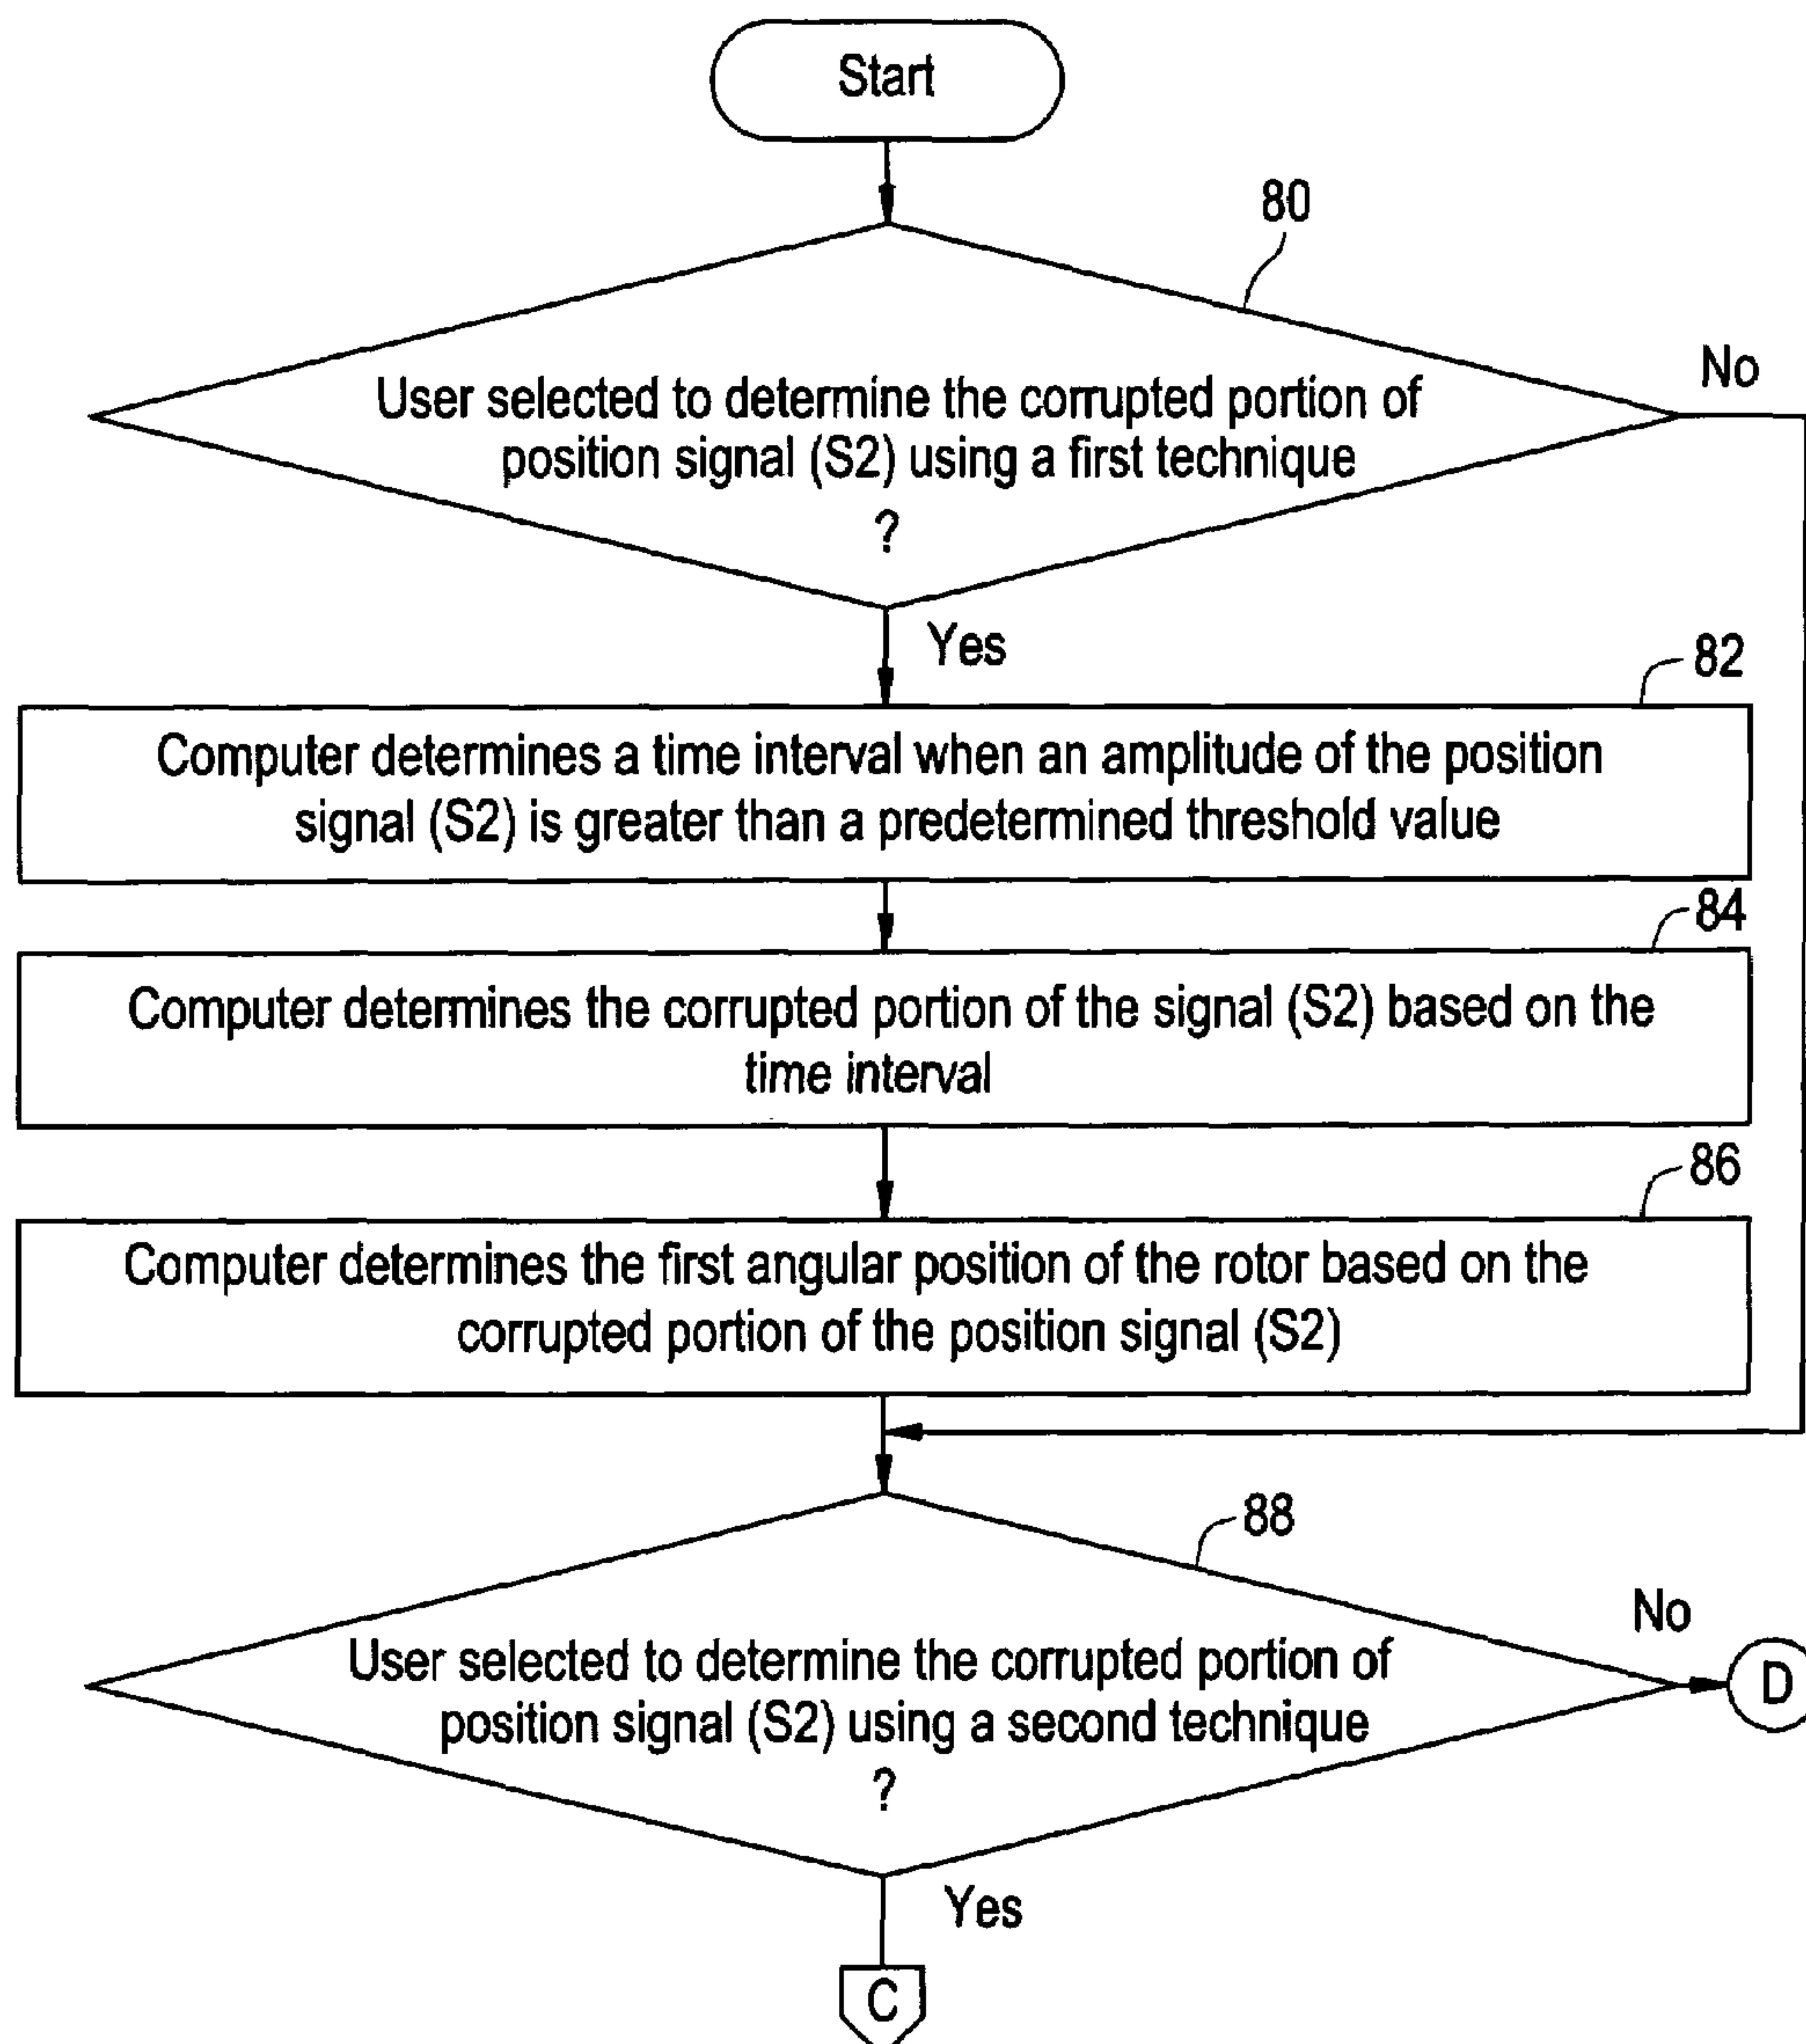 Start
80
User selected to determine the corrupted portion of
position signal (S2) using a first technique
?
No
Yes
82
Computer determines a time interval when an amplitude of the position
signal (S2) is greater than a predetermined threshold value
84
Computer determines the corrupted portion of the signal (S2) based on the
time interval
86
Computer determines the first angular position of the rotor based on the
corrupted portion of the position signal (S2)
88
User selected to determine the corrupted portion of
position signal (S2) using a second technique
?
No
D
Yes
C